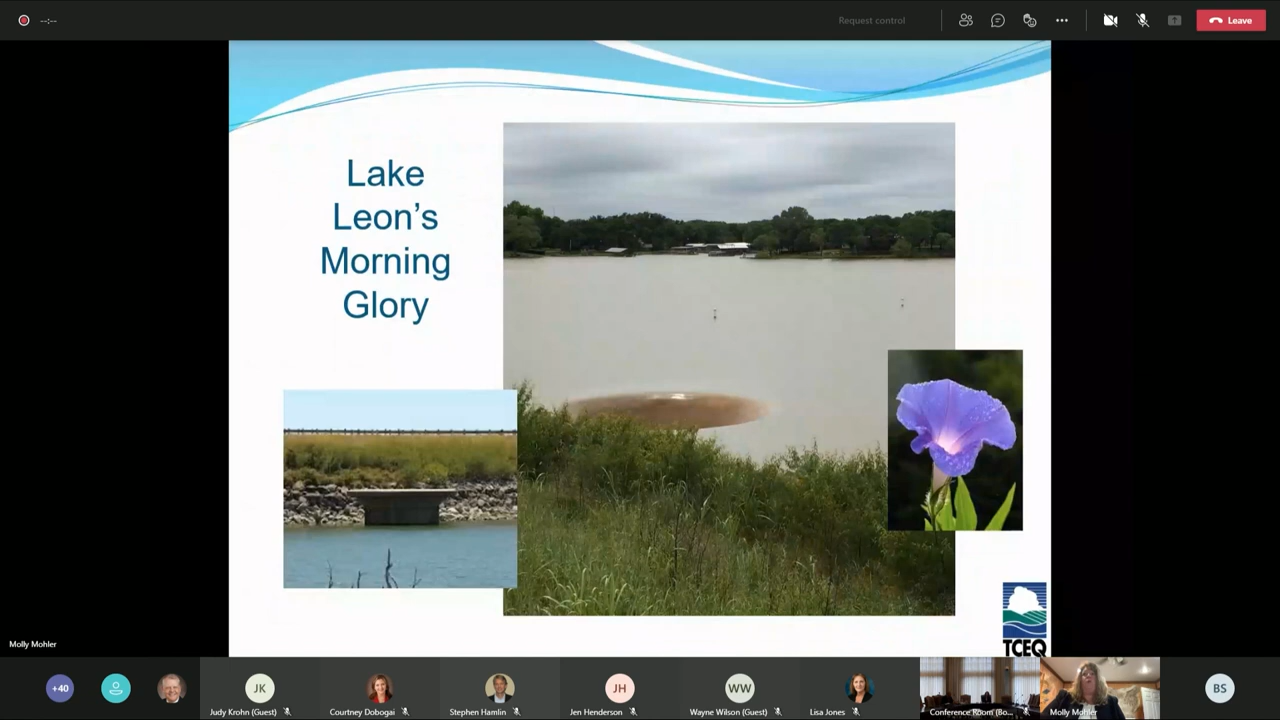 --:--
Request control
Leave
Lake
Leon's
Morning
Glory
TCEQ
Molly Mohler
+40
JK
Judy Krohn (Guest)
Courtney Dobogai
Stephen Hamlin
JH
Jen Henderson
WW
Wayne Wilson (Guest)
Lisa Jones
Conference Room (Bo...
Molly Mohler
BS